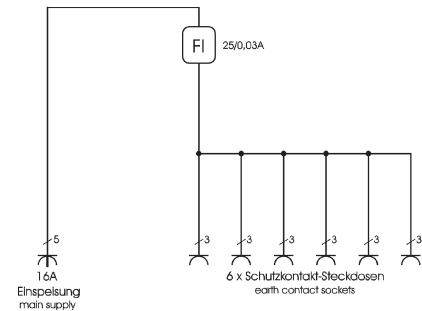 FI
25/0,03A
5
3
3
3
3
3
3
16A
Einspeisung
main supply
6 x Schutzkontakt-Steckdosen
earth contact sockets